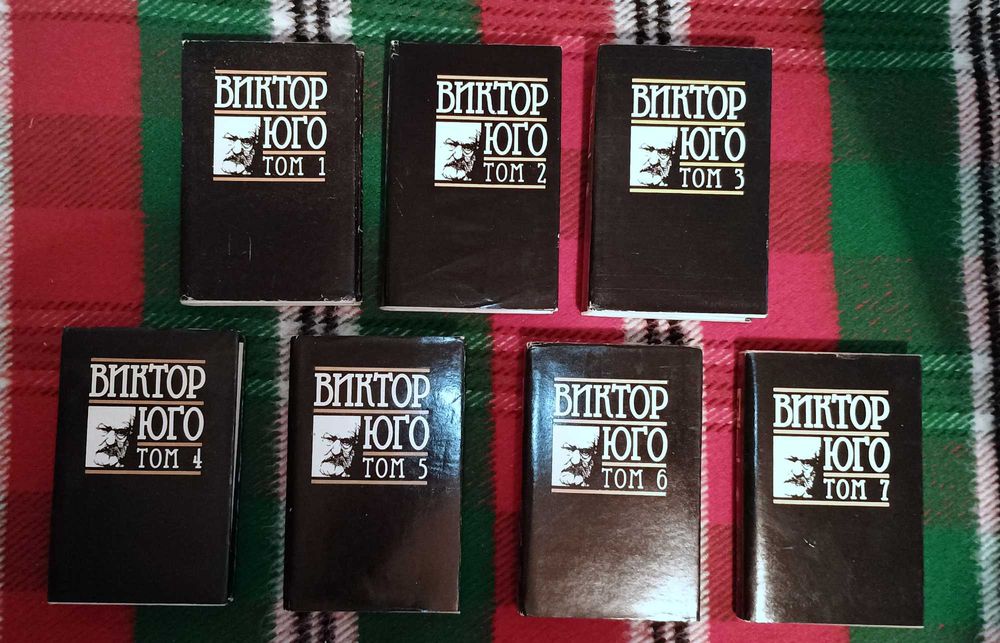 ВИКТОР
ЮГО
ТОМ 1
ВИКТОР
ЮГО
ТОМ 2
ВИКТОР
ЮГО
ТОМ 3
ВИКТОР
ЮГО
ТОМ 4
ВИКТОР
ЮГО
ТОМ 5
ВИКТОР
ЮГО
ТОМ 6
ВИКТОР
ЮГО
ТОМ 7